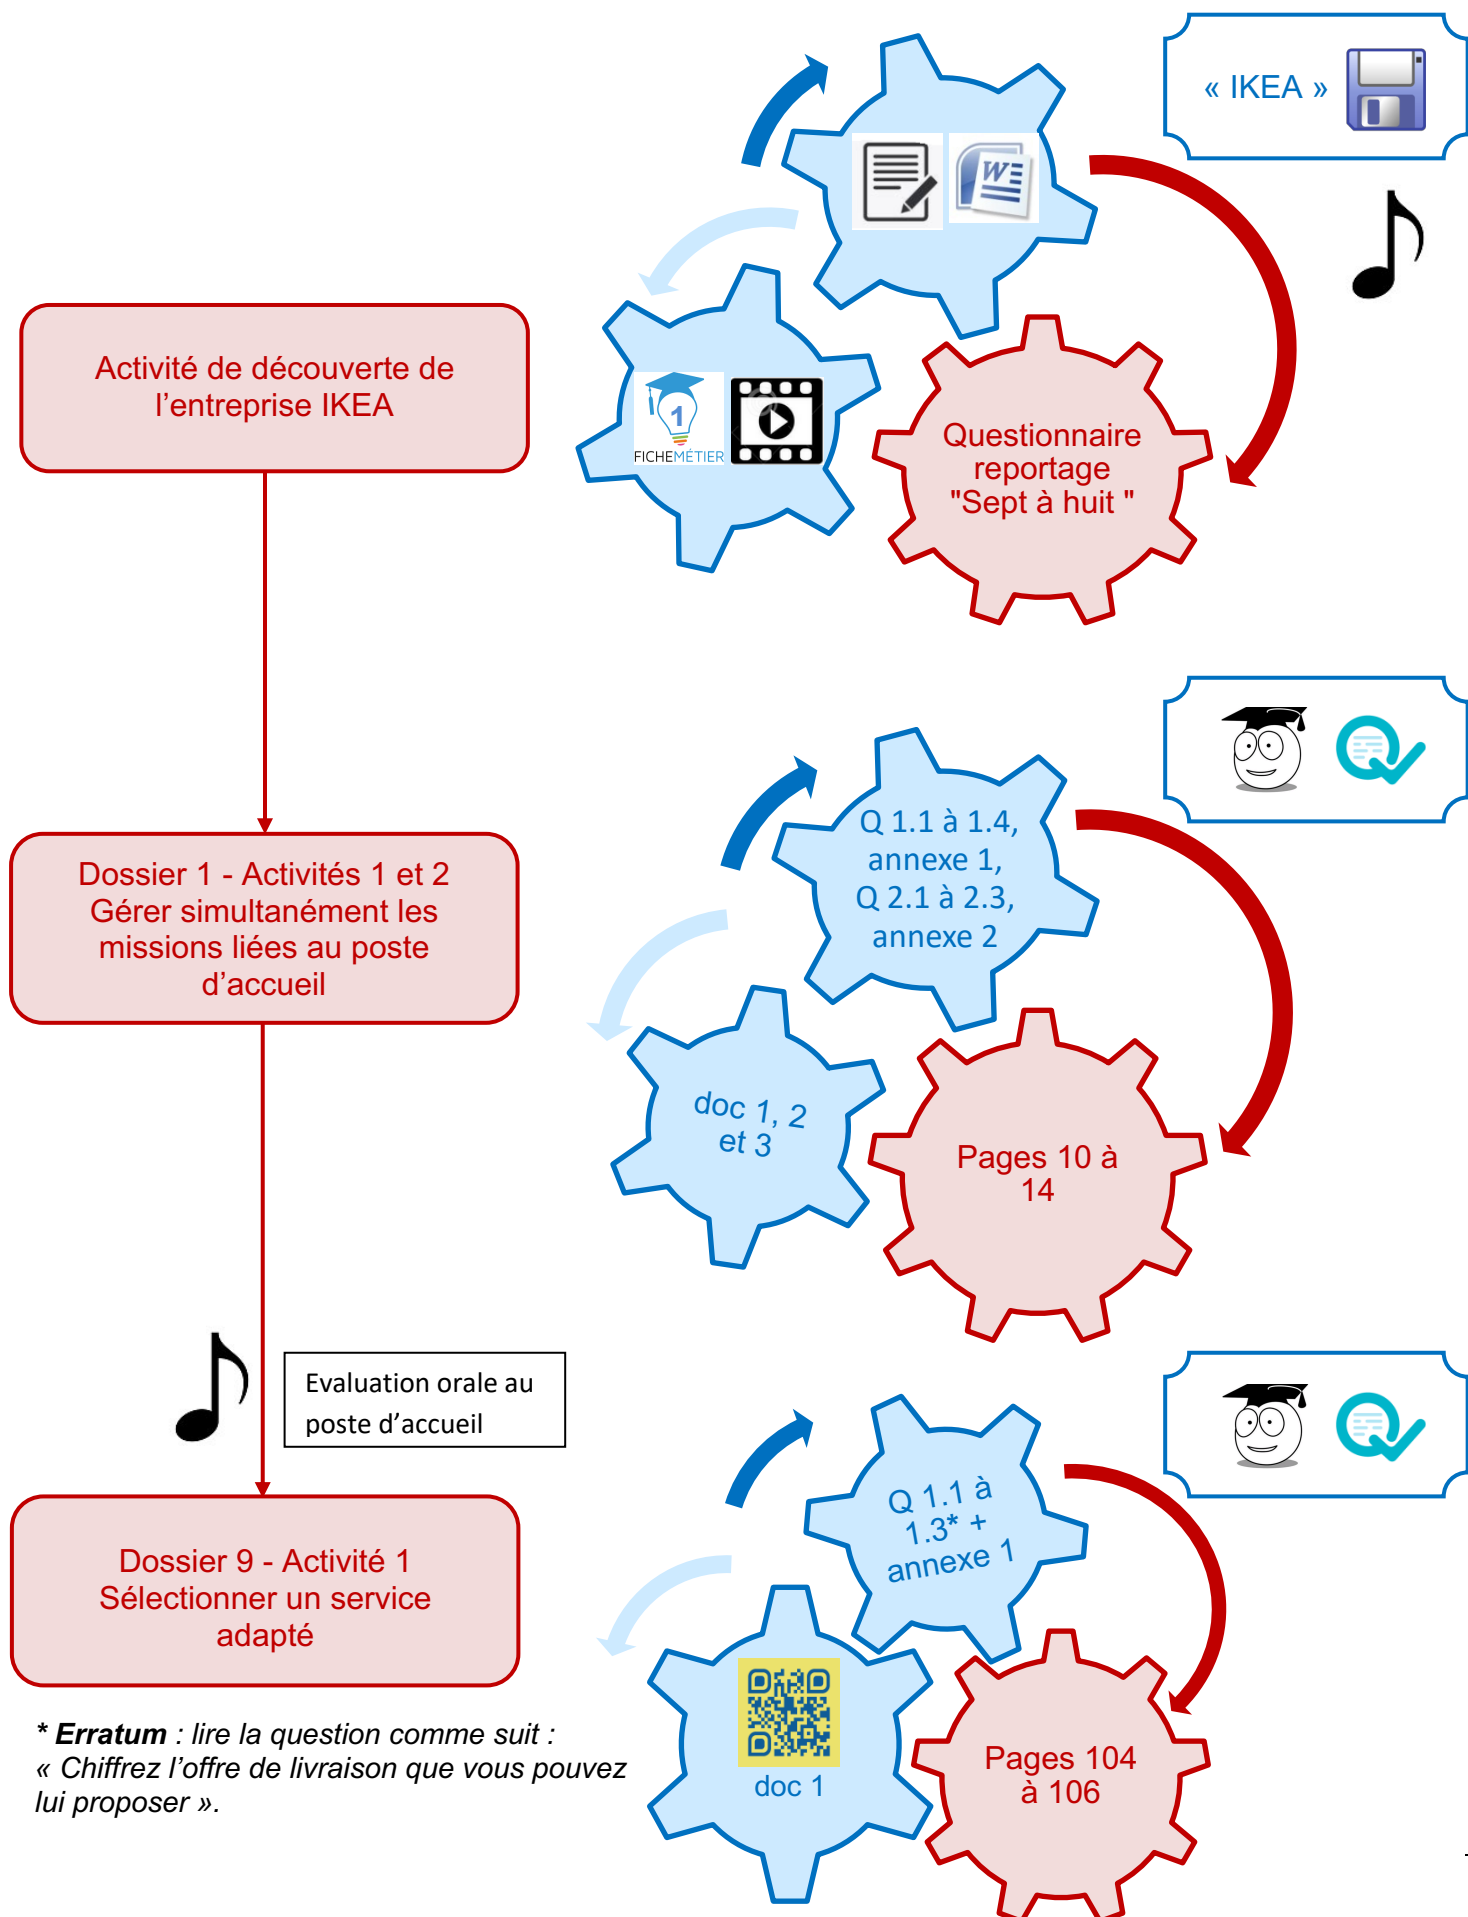 « IKEA »
W
Activité de découverte de
l’entreprise IKEA
1
FICHEMÉTIER
Questionnaire
reportage
"Sept à huit "
Dossier 1 - Activités 1 et 2
Gérer simultanément les
missions liées au poste
d’accueil
Q 1.1 à 1.4,
annexe 1,
Q 2.1 à 2.3,
annexe 2
doc 1, 2
et 3
Pages 10 à
14
Evaluation orale au
poste d’accueil
Dossier 9 - Activité 1
Sélectionner un service
adapté
Q 1.1 à
1.3* +
annexe 1
doc 1
Pages 104
à 106
* Erratum : lire la question comme suit :
« Chiffrez l’offre de livraison que vous pouvez
lui proposer ».